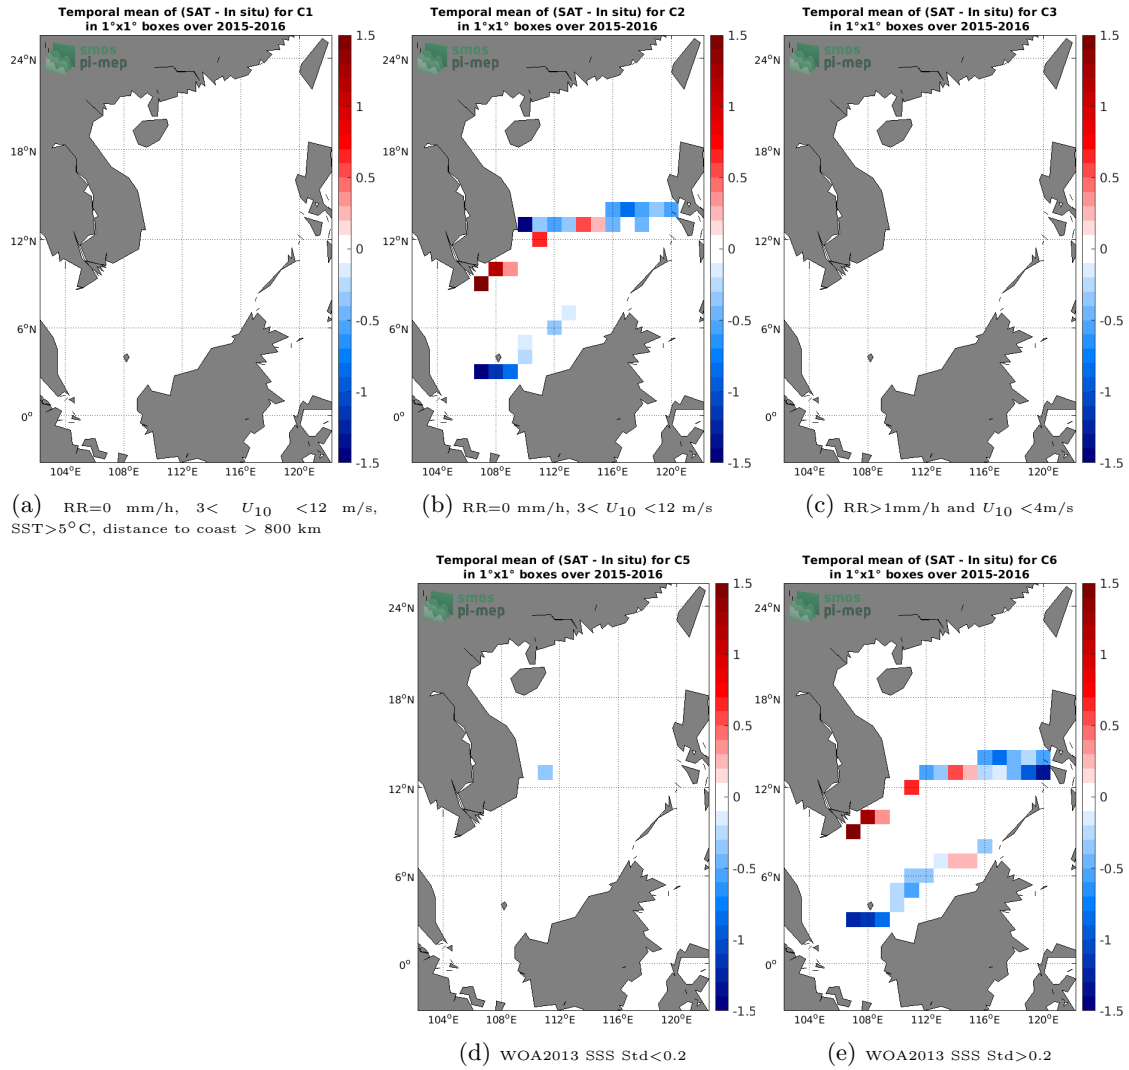 Temporal mean of (SAT - In situ) for C1
in 1°x1° boxes over 2015-2016
smos
pi-mep
24°N
18°N
12°N
6°N
0°
104°E
108°E
112°E
116°E
120°E
1.5
1
0.5
0
-0.5
-1
-1.5
(a) RR=0 mm/h, 3< U10 <12 m/s,
SST>5°C, distance to coast > 800 km
Temporal mean of (SAT - In situ) for C2
in 1°x1° boxes over 2015-2016
smos
pi-mep
24°N
18°N
12°N
6°N
0°
104°E
108°E
112°E
116°E
120°E
1.5
1
0.5
0
-0.5
-1
-1.5
(b) RR=0 mm/h, 3< U10 <12 m/s
Temporal mean of (SAT - In situ) for C3
in 1°x1° boxes over 2015-2016
smos
pi-mep
24°N
18°N
12°N
6°N
0°
104°E
108°E
112°E
116°E
120°E
1.5
1
0.5
0
-0.5
-1
-1.5
(c) RR>1mm/h and U10 <4m/s
Temporal mean of (SAT - In situ) for C5
in 1°x1° boxes over 2015-2016
smos
pi-mep
24°N
18°N
12°N
6°N
0°
104°E
108°E
112°E
116°E
120°E
1.5
1
0.5
0
-0.5
-1
-1.5
(d) WOA2013 SSS Std<0.2
Temporal mean of (SAT - In situ) for C6
in 1°x1° boxes over 2015-2016
smos
pi-mep
24°N
18°N
12°N
6°N
0°
104°E
108°E
112°E
116°E
120°E
1.5
1
0.5
0
-0.5
-1
-1.5
(e) WOA2013 SSS Std>0.2